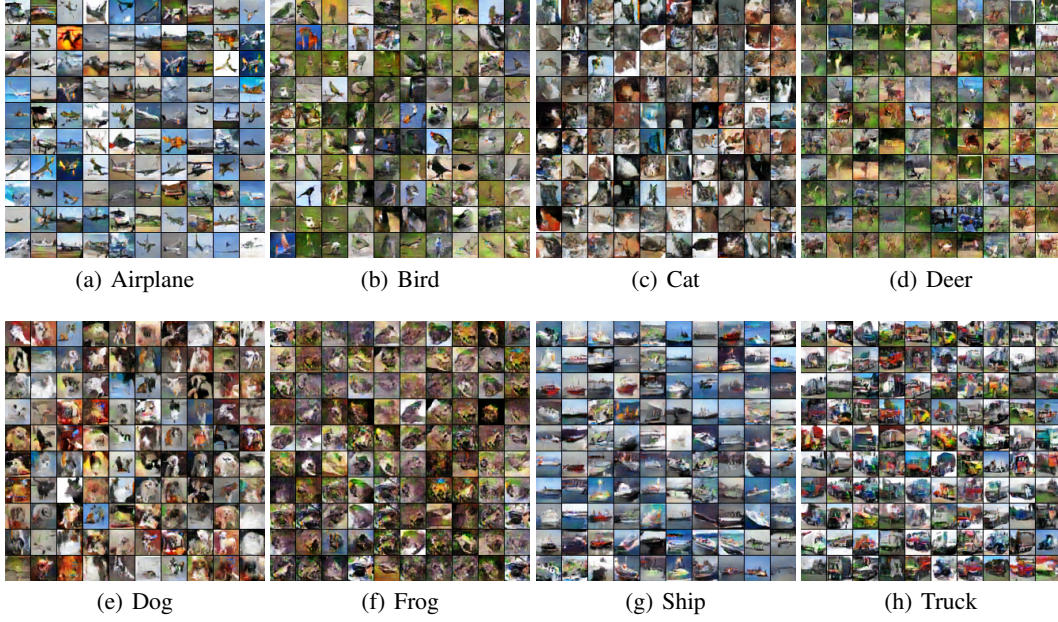 (a) Airplane
(b) Bird
(c) Cat
(d) Deer
(e) Dog
(f) Frog
(g) Ship
(h) Truck